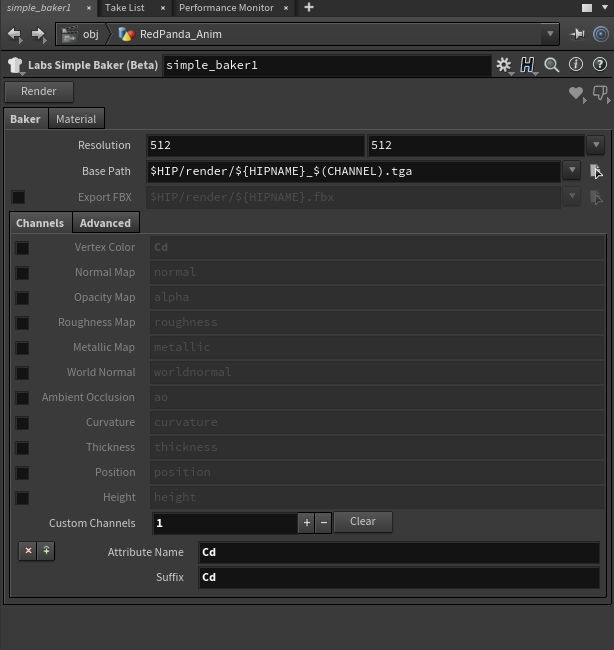 simple_baker1 × Take List × Performance Monitor × +
obj RedPanda_Anim
Labs Simple Baker (Beta) simple_baker1
Render
Baker Material
Resolution 512 512
Base Path $HIP/render/${HIPNAME}_$(CHANNEL).tga
Export FBX $HIP/render/${HIPNAME}.fbx
Channels Advanced
Vertex Color Cd
Normal Map normal
Opacity Map alpha
Roughness Map roughness
Metallic Map metallic
World Normal worldnormal
Ambient Occlusion ao
Curvature curvature
Thickness thickness
Position position
Height height
Custom Channels 1 + − Clear
Attribute Name Cd
Suffix Cd